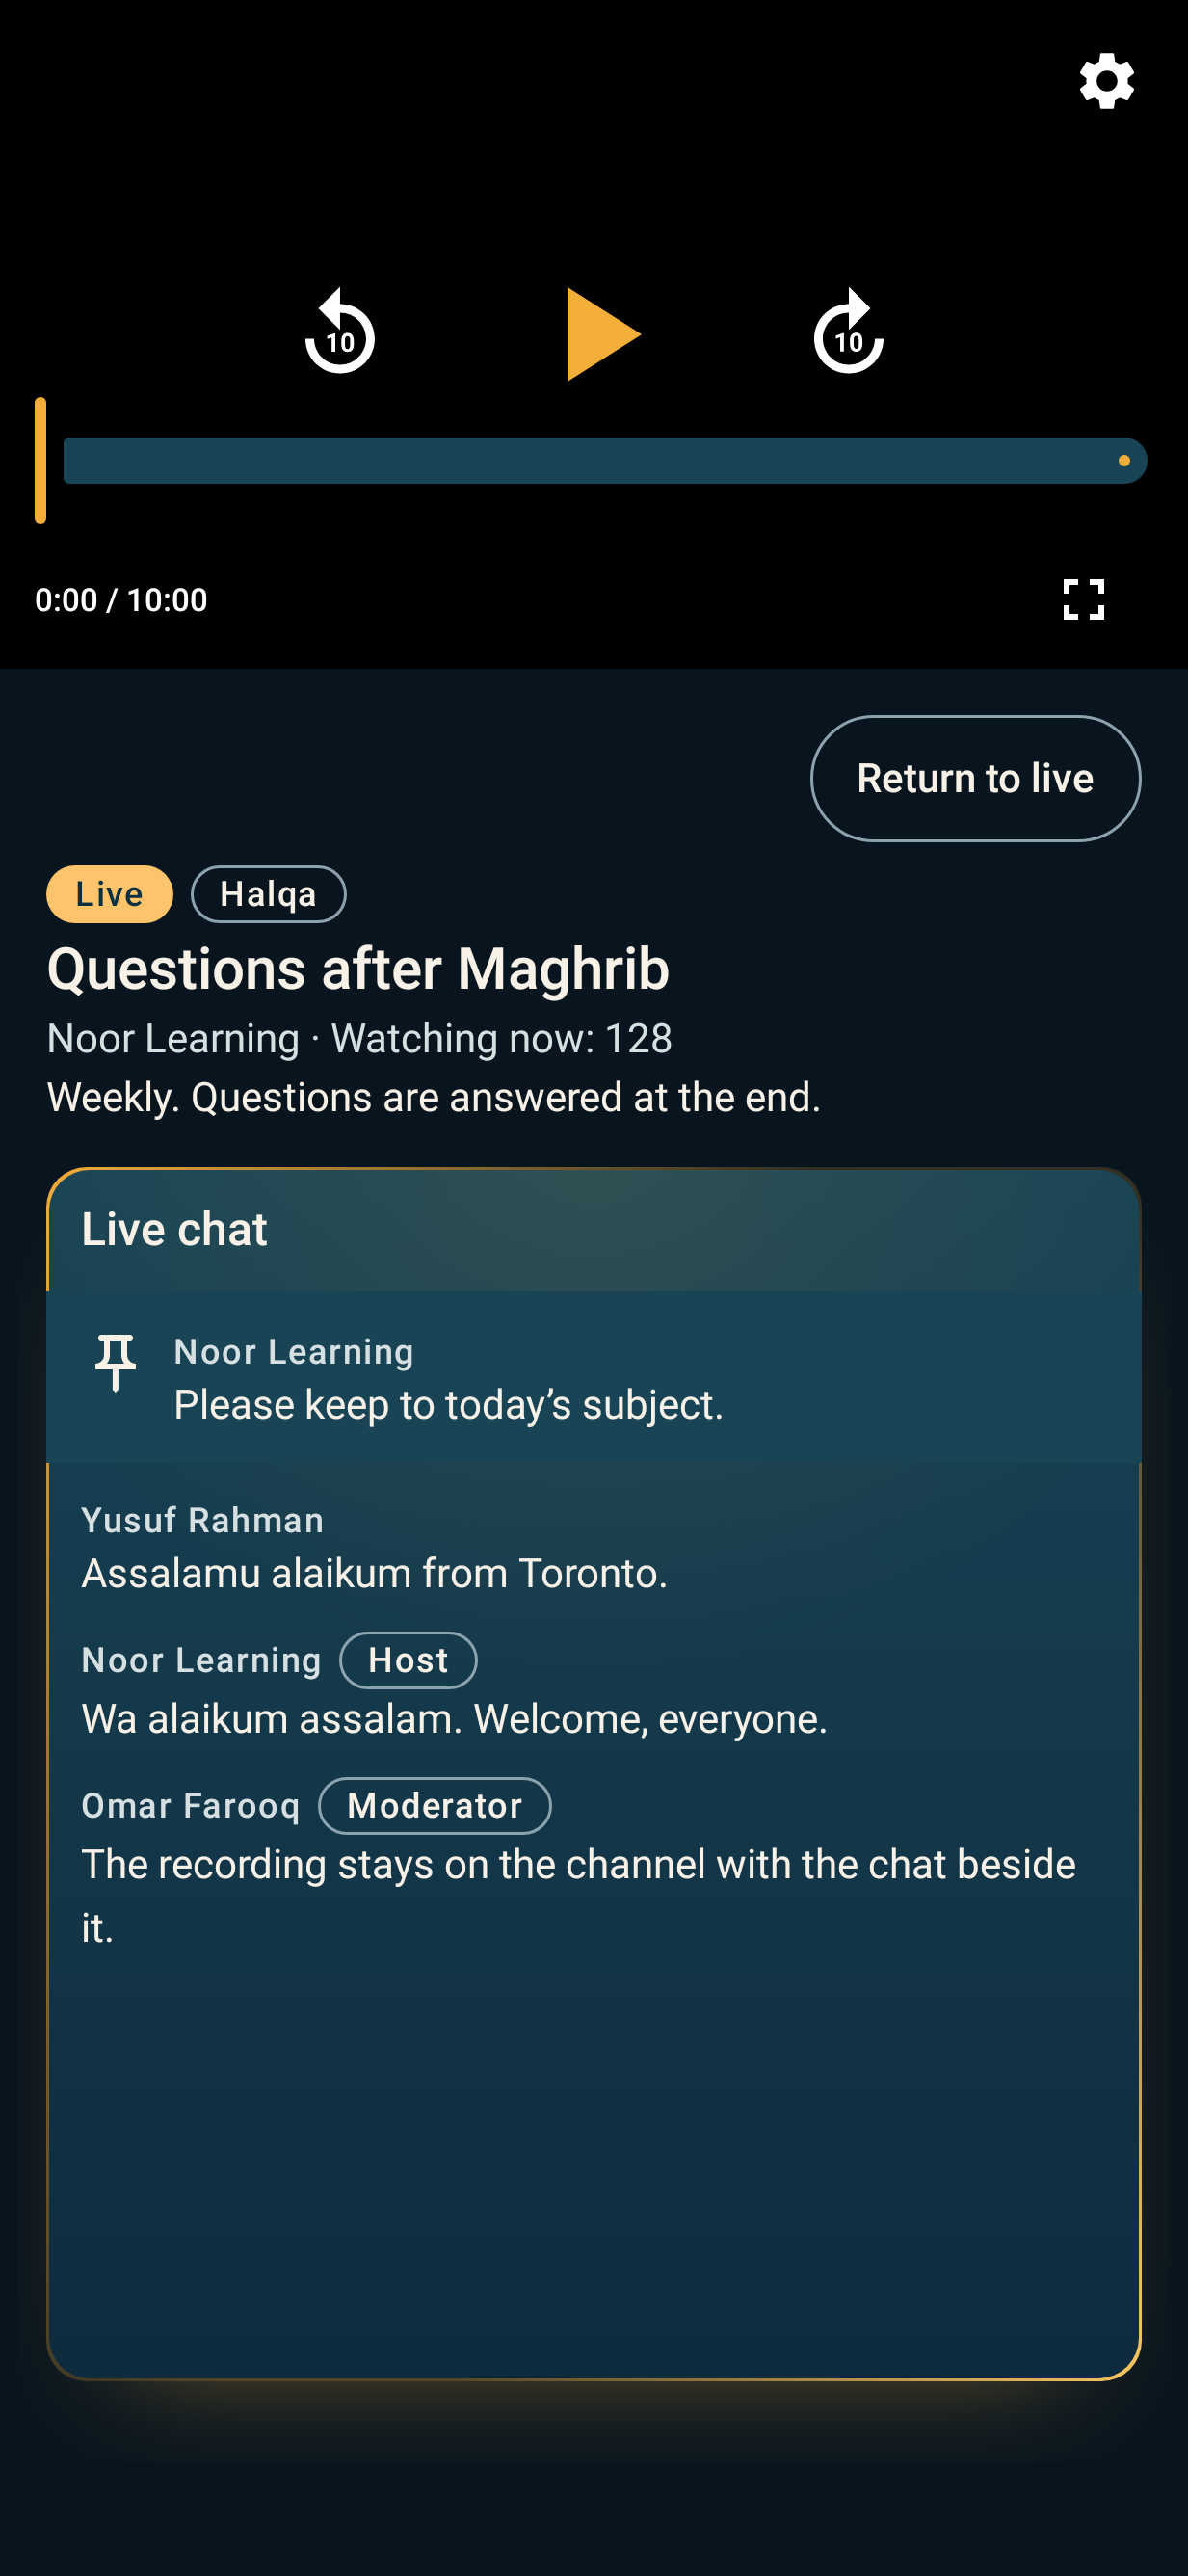 10
10
0:00 / 10:00
Return to live
Live
Halqa
Questions after Maghrib
Noor Learning · Watching now: 128
Weekly. Questions are answered at the end.
Live chat
Noor Learning
Please keep to today’s subject.
Yusuf Rahman
Assalamu alaikum from Toronto.
Noor Learning Host
Wa alaikum assalam. Welcome, everyone.
Omar Farooq Moderator
The recording stays on the channel with the chat beside
it.